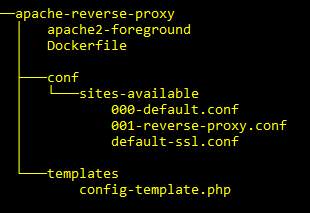 apache-reverse-proxy
apache2-foreground
Dockerfile
conf
sites-available
000-default.conf
001-reverse-proxy.conf
default-ssl.conf
templates
config-template.php